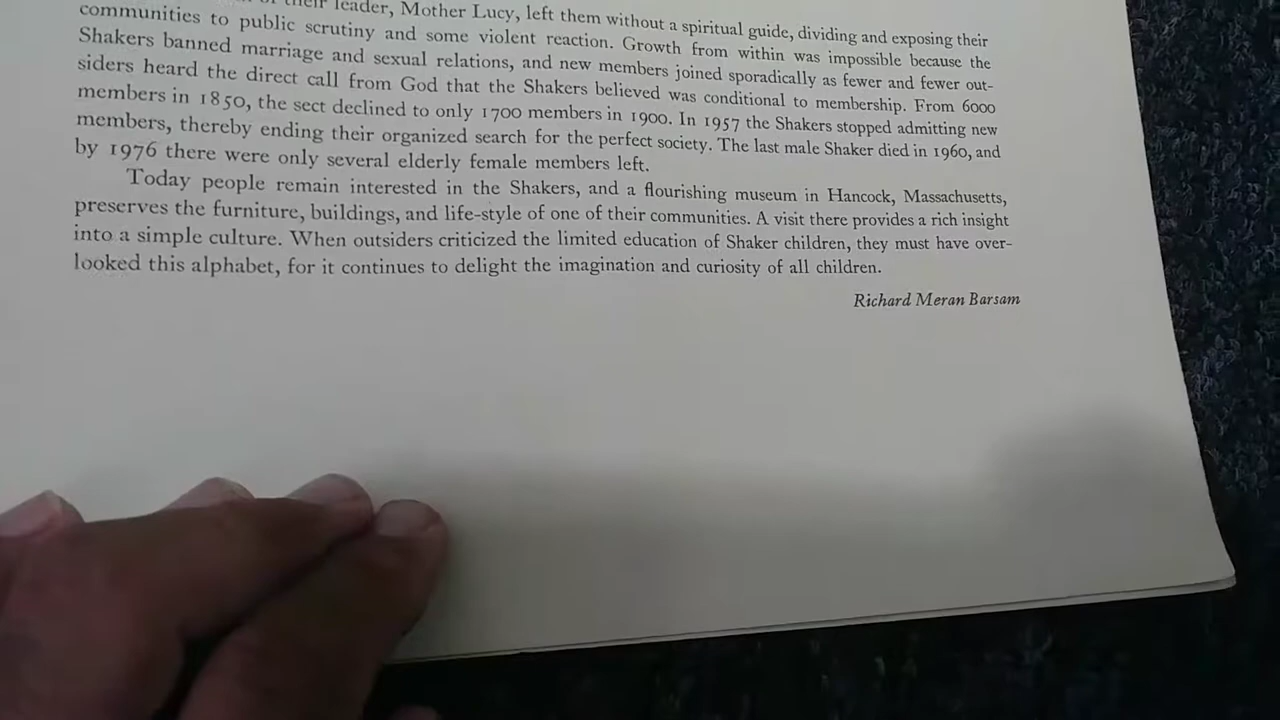 their leader, Mother Lucy, left them without a spiritual guide, dividing and exposing their
communities to public scrutiny and some violent reaction. Growth from within was impossible because the
Shakers banned marriage and sexual relations, and new members joined sporadically as fewer and fewer out-
siders heard the direct call from God that the Shakers believed was conditional to membership. From 6000
members in 1850, the sect declined to only 1700 members in 1900. In 1957 the Shakers stopped admitting new
members, thereby ending their organized search for the perfect society. The last male Shaker died in 1960, and
by 1976 there were only several elderly female members left.
Today people remain interested in the Shakers, and a flourishing museum in Hancock, Massachusetts,
preserves the furniture, buildings, and life-style of one of their communities. A visit there provides a rich insight
into a simple culture. When outsiders criticized the limited education of Shaker children, they must have over-
looked this alphabet, for it continues to delight the imagination and curiosity of all children.
Richard Meran Barsam